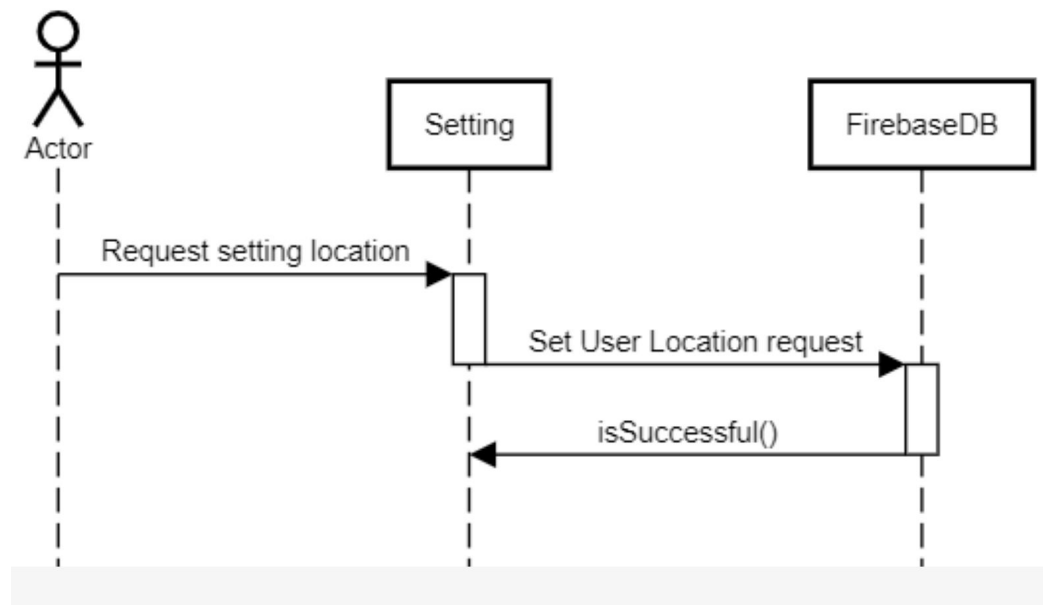 Actor
Setting
FirebaseDB
Request setting location
Set User Location request
isSuccessful()